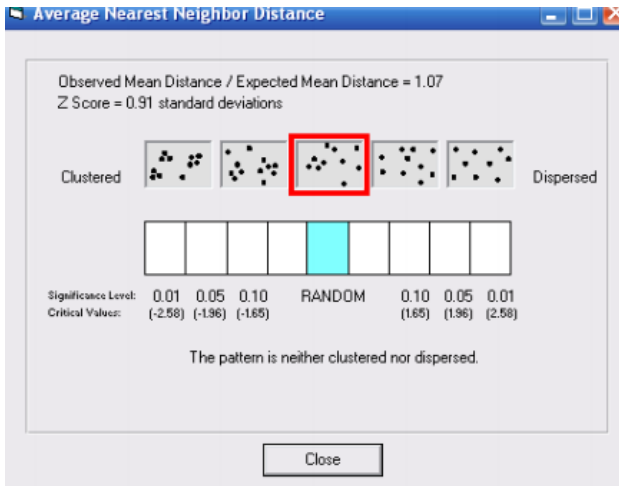 Average Nearest Neighbor Distance
Observed Mean Distance / Expected Mean Distance = 1.07
Z Score = 0.91 standard deviations
Clustered
Dispersed
Significance Level: 0.01 0.05 0.10 RANDOM 0.10 0.05 0.01
Critical Values: (-2.58) (-1.96) (-1.65) (1.65) (1.96) (2.58)
The pattern is neither clustered nor dispersed.
Close